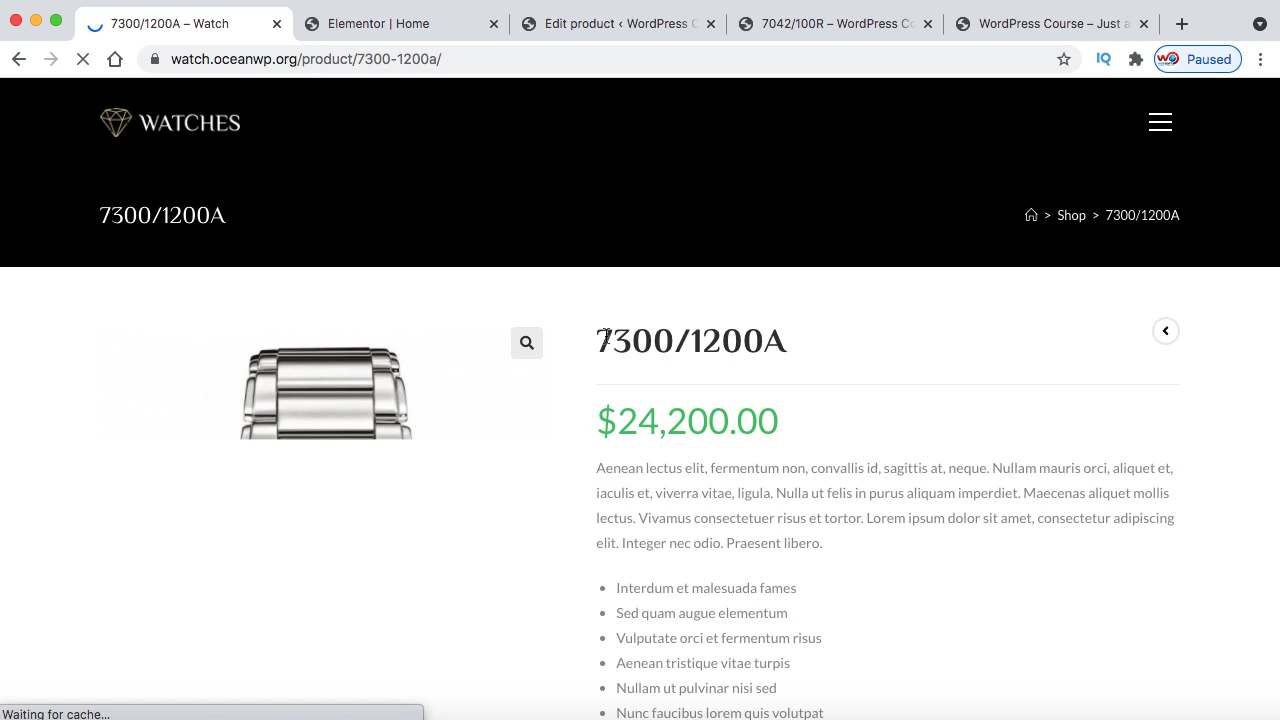 7300/1200A – Watch
Elementor | Home
Edit product ‹ WordPress C
7042/100R – WordPress Co
WordPress Course – Just a
watch.oceanwp.org/product/7300-1200a/
IQ
Paused
WATCHES
7300/1200A
> Shop > 7300/1200A
7300/1200A
$24,200.00
Aenean lectus elit, fermentum non, convallis id, sagittis at, neque. Nullam mauris orci, aliquet et,
iaculis et, viverra vitae, ligula. Nulla ut felis in purus aliquam imperdiet. Maecenas aliquet mollis
lectus. Vivamus consectetuer risus et tortor. Lorem ipsum dolor sit amet, consectetur adipiscing
elit. Integer nec odio. Praesent libero.
• Interdum et malesuada fames
• Sed quam augue elementum
• Vulputate orci et fermentum risus
• Aenean tristique vitae turpis
• Nullam ut pulvinar nisi sed
• Nunc faucibus lorem quis volutpat
Waiting for cache...